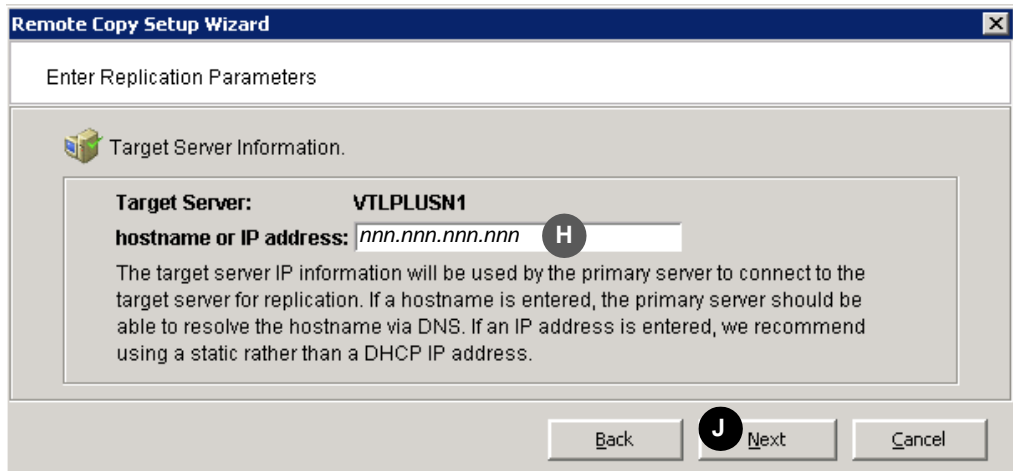 Remote Copy Setup Wizard
Enter Replication Parameters
Target Server Information.
Target Server: VTLPLUSN1
hostname or IP address: nnn.nnn.nnn.nnn H
The target server IP information will be used by the primary server to connect to the
target server for replication. If a hostname is entered, the primary server should be
able to resolve the hostname via DNS. If an IP address is entered, we recommend
using a static rather than a DHCP IP address.
Back J Next Cancel